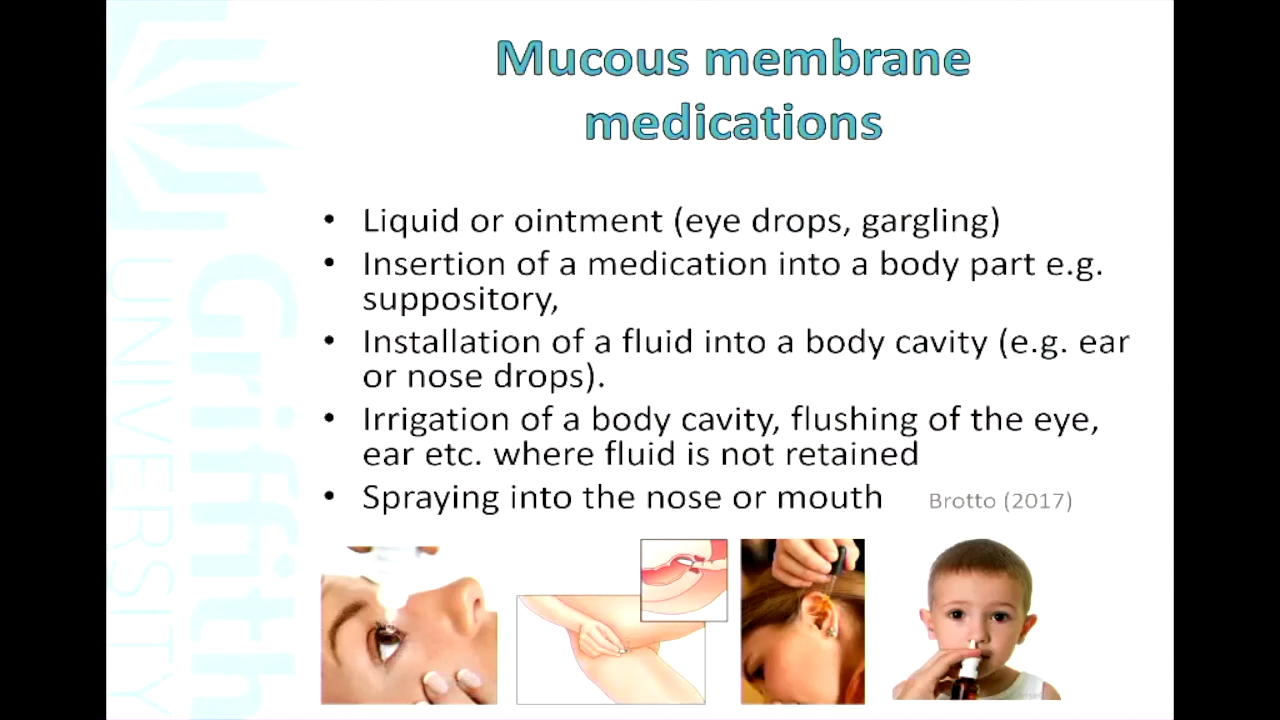 Mucous membrane
medications
• Liquid or ointment (eye drops, gargling)
• Insertion of a medication into a body part e.g.
suppository,
• Installation of a fluid into a body cavity (e.g. ear
or nose drops).
• Irrigation of a body cavity, flushing of the eye,
ear etc. where fluid is not retained
• Spraying into the nose or mouth Brotto (2017)
Griffith
UNIVERSITY